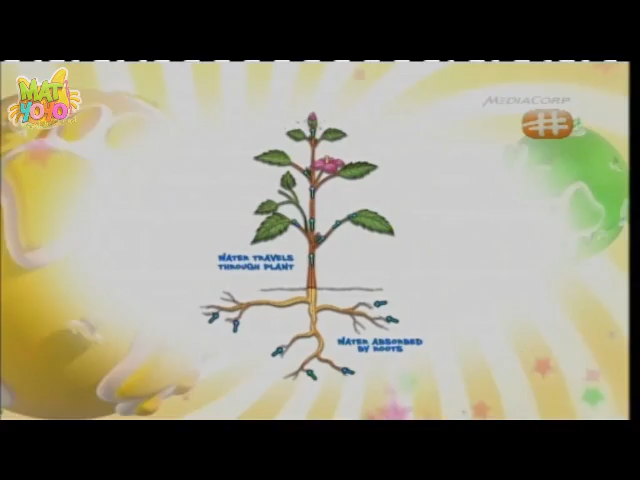 MAT
YOYO
MEDIACORP
WATER TRAVELS
THROUGH PLANT
WATER ABSORBED
BY ROOTS